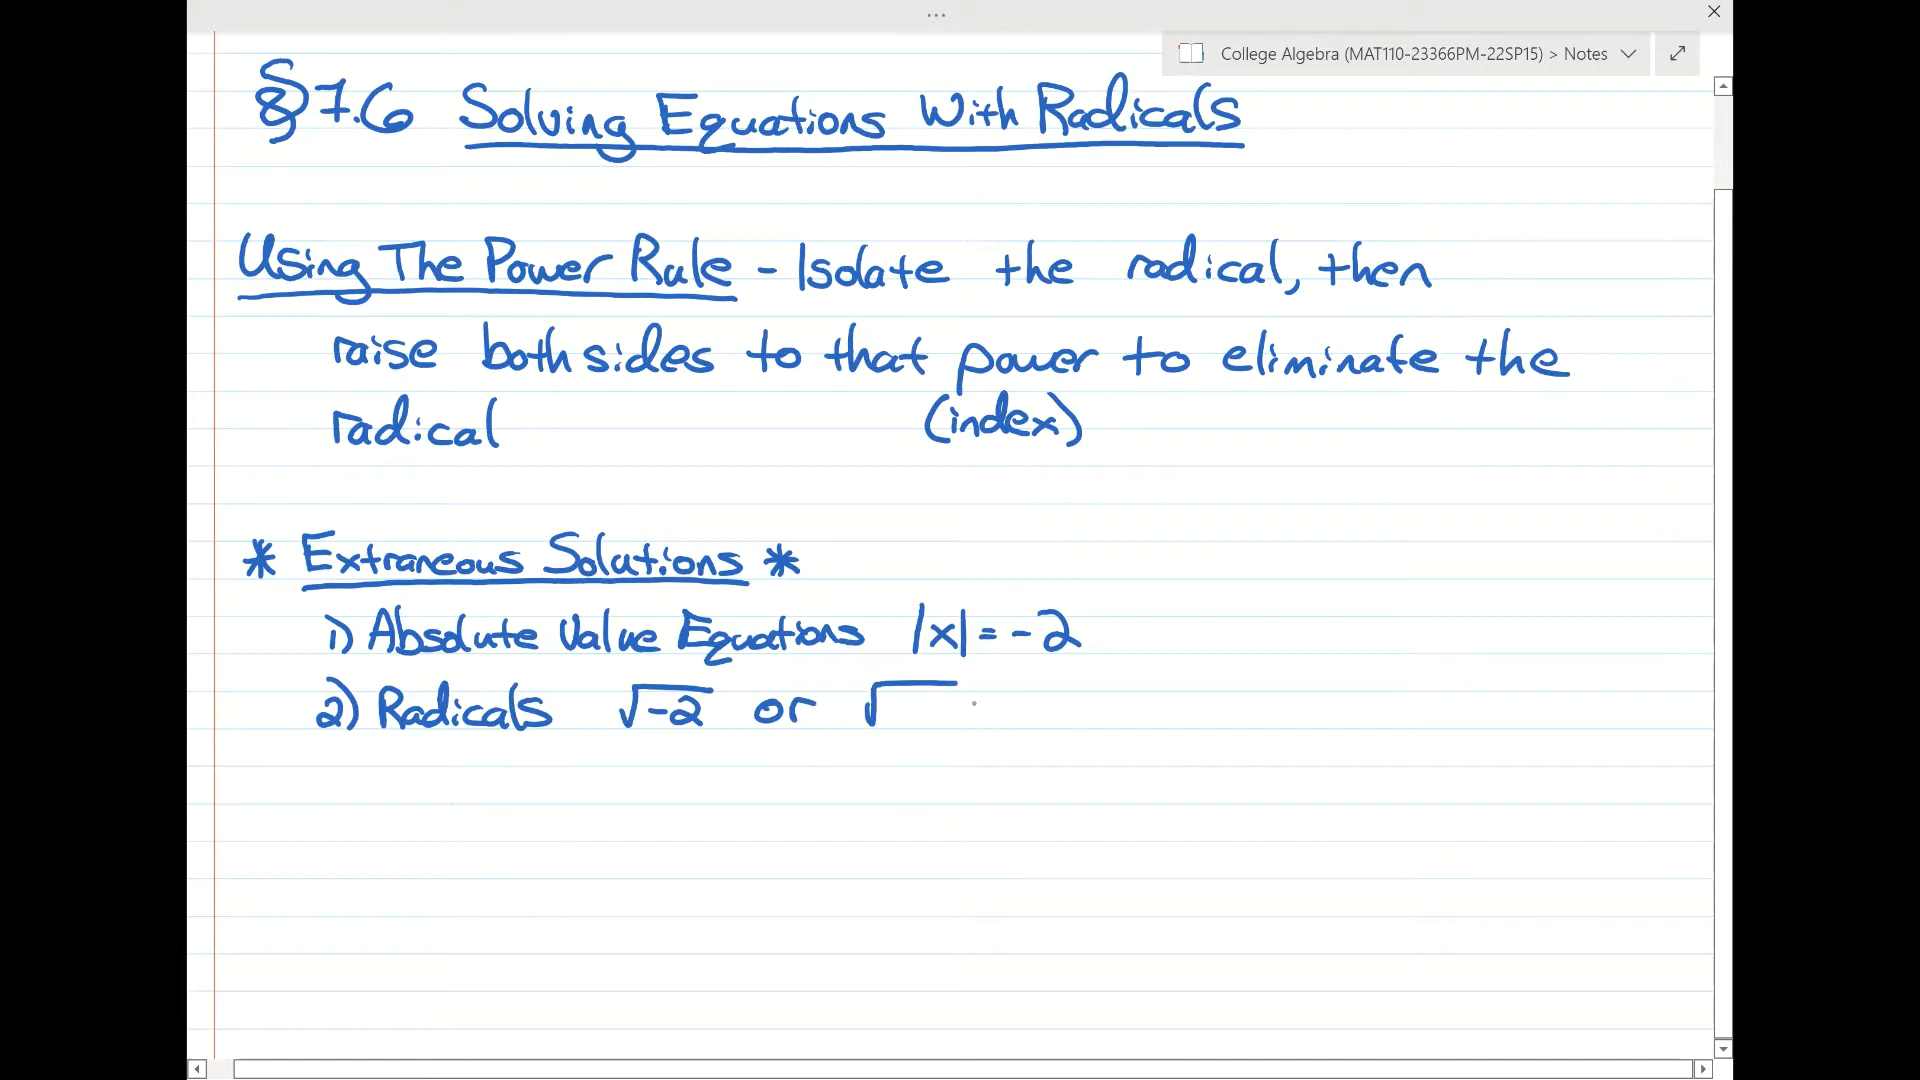 ...
College Algebra (MAT110-23366PM-22SP15) > Notes
§7.6 Solving Equations With Radicals
Using The Power Rule - Isolate the radical, then
raise both sides to that power to eliminate the
radical (index)
* Extraneous Solutions *
1) Absolute Value Equations |x| = -2
2) Radicals √-2 or √